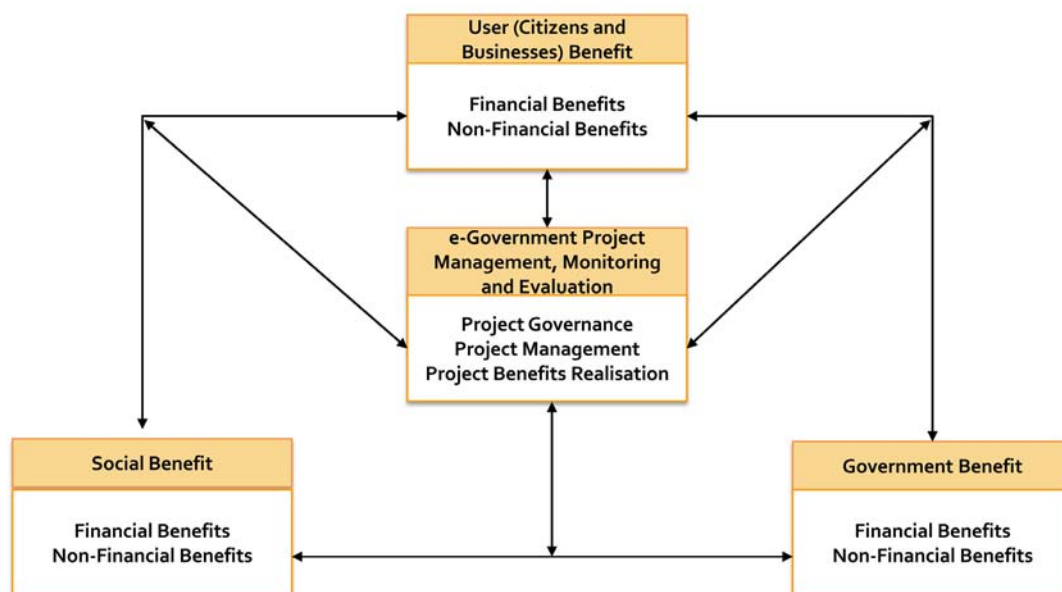 User (Citizens and
Businesses) Benefit
Financial Benefits
Non-Financial Benefits
e-Government Project
Management, Monitoring
and Evaluation
Project Governance
Project Management
Project Benefits Realisation
Social Benefit
Financial Benefits
Non-Financial Benefits
Government Benefit
Financial Benefits
Non-Financial Benefits